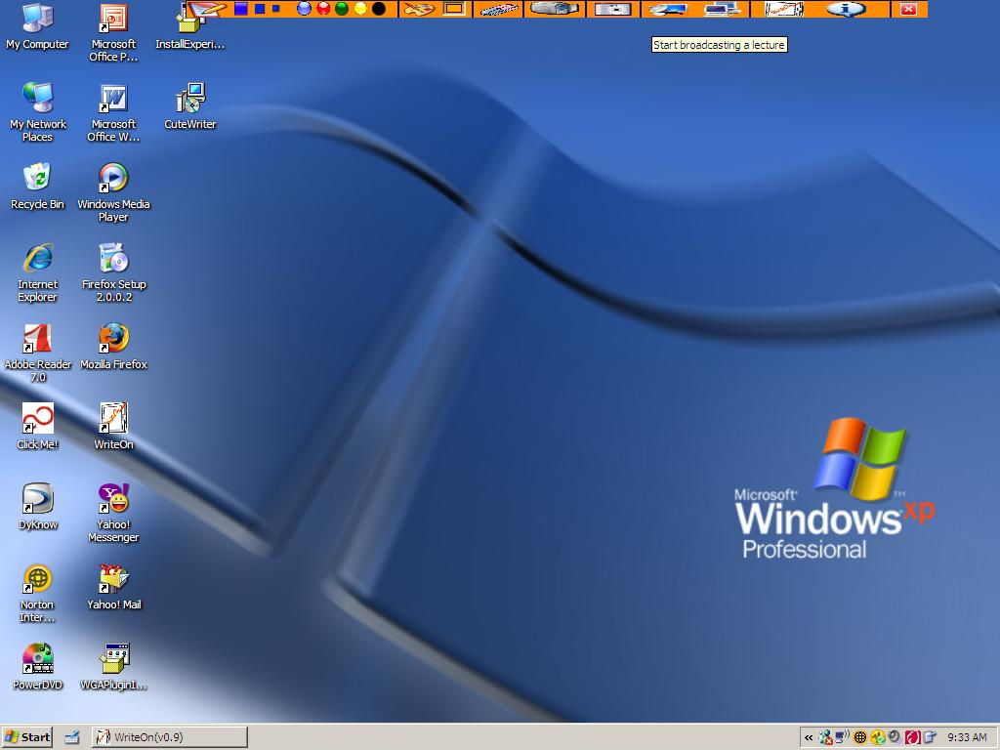 Start broadcasting a lecture
My Computer
Microsoft
Office P...
InstallExperi...
My Network
Places
Microsoft
Office W...
CuteWriter
Recycle Bin
Windows Media
Player
Internet
Explorer
Firefox Setup
2.0.0.2
Adobe Reader
7.0
Mozilla Firefox
Click Me!
WriteOn
DyKnow
Yahoo!
Messenger
Norton
Inter...
Yahoo! Mail
PowerDVD
WGAPluginI...
Microsoft®
Windows xp
Professional
TM
Start
WriteOn(v0.9)
«
9:33 AM